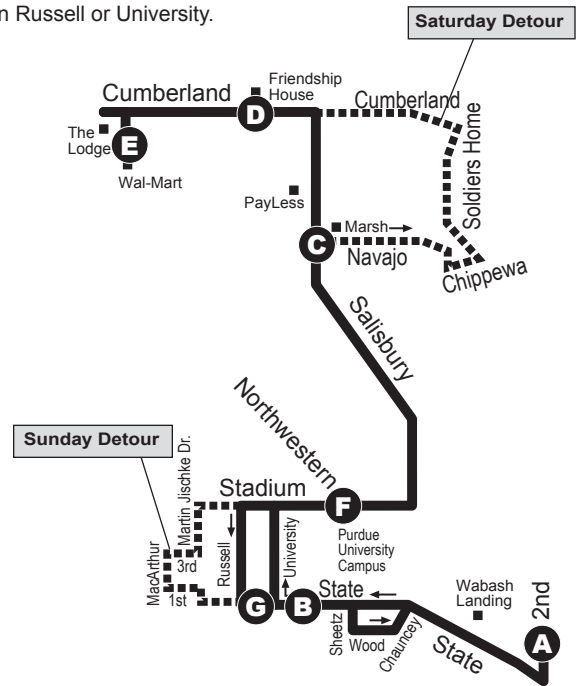 n Russell or University.
Saturday Detour
Friendship
House
Cumberland
Cumberland
D
The
Lodge
E
Wal-Mart
Soldiers Home
PayLess
Marsh
C
Navajo
Chippewa
Salisbury
Northwestern
Sunday Detour
Martin Jischke Dr.
Stadium
F
Purdue
University
Campus
MacArthur
3rd
Russell
University
1st
G
B
State
Wabash
Landing
2nd
Sheetz
Wood
Chauncey
State
A